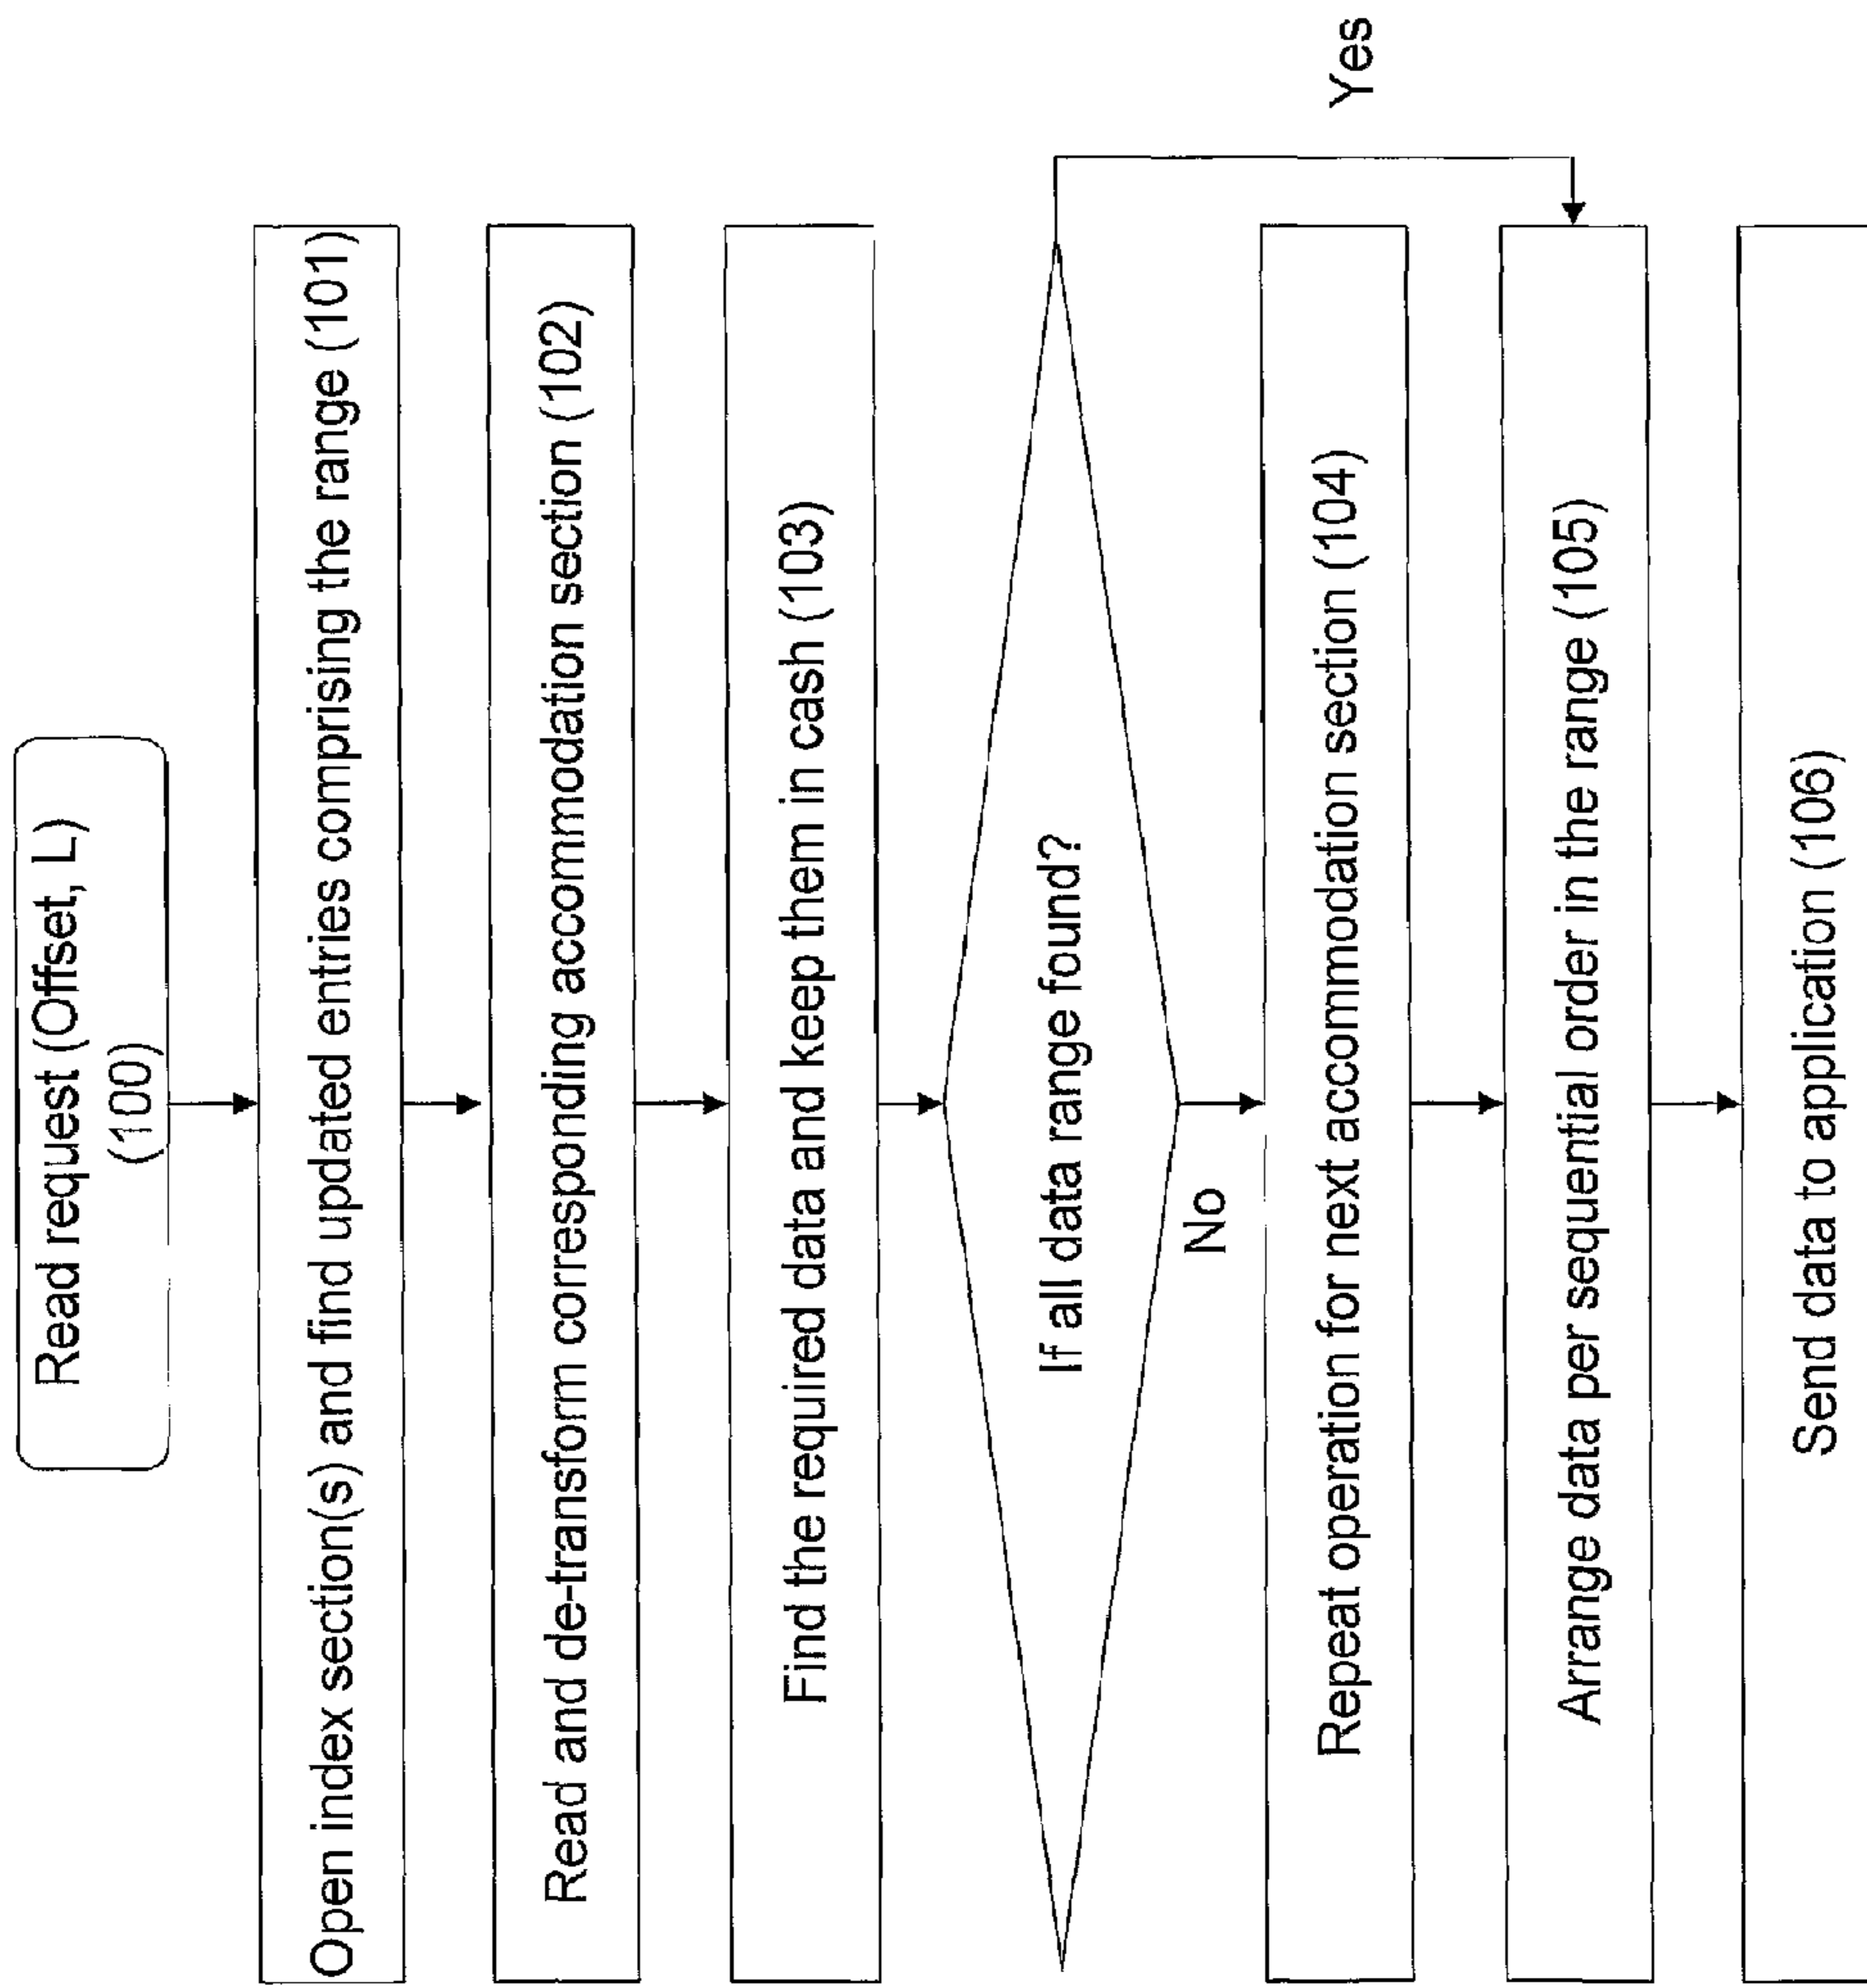 Read request (Offset, L)
(100)
Open index section(s) and find updated entries comprising the range (101)
Read and de-transform corresponding accommodation section (102)
Find the required data and keep them in cash (103)
If all data range found?
Yes
No
Repeat operation for next accommodation section (104)
Arrange data per sequential order in the range (105)
Send data to application (106)